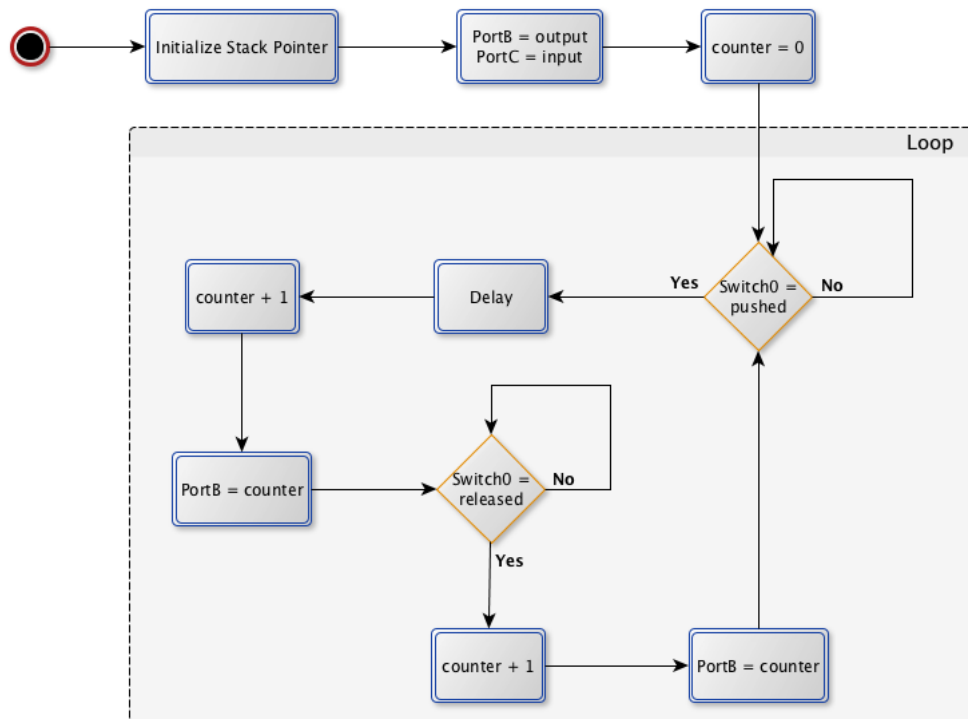 Initialize Stack Pointer
PortB = output
PortC = input
counter = 0
Loop
Switch0 =
pushed
No
Yes
Delay
counter + 1
PortB = counter
Switch0 =
released
No
Yes
counter + 1
PortB = counter